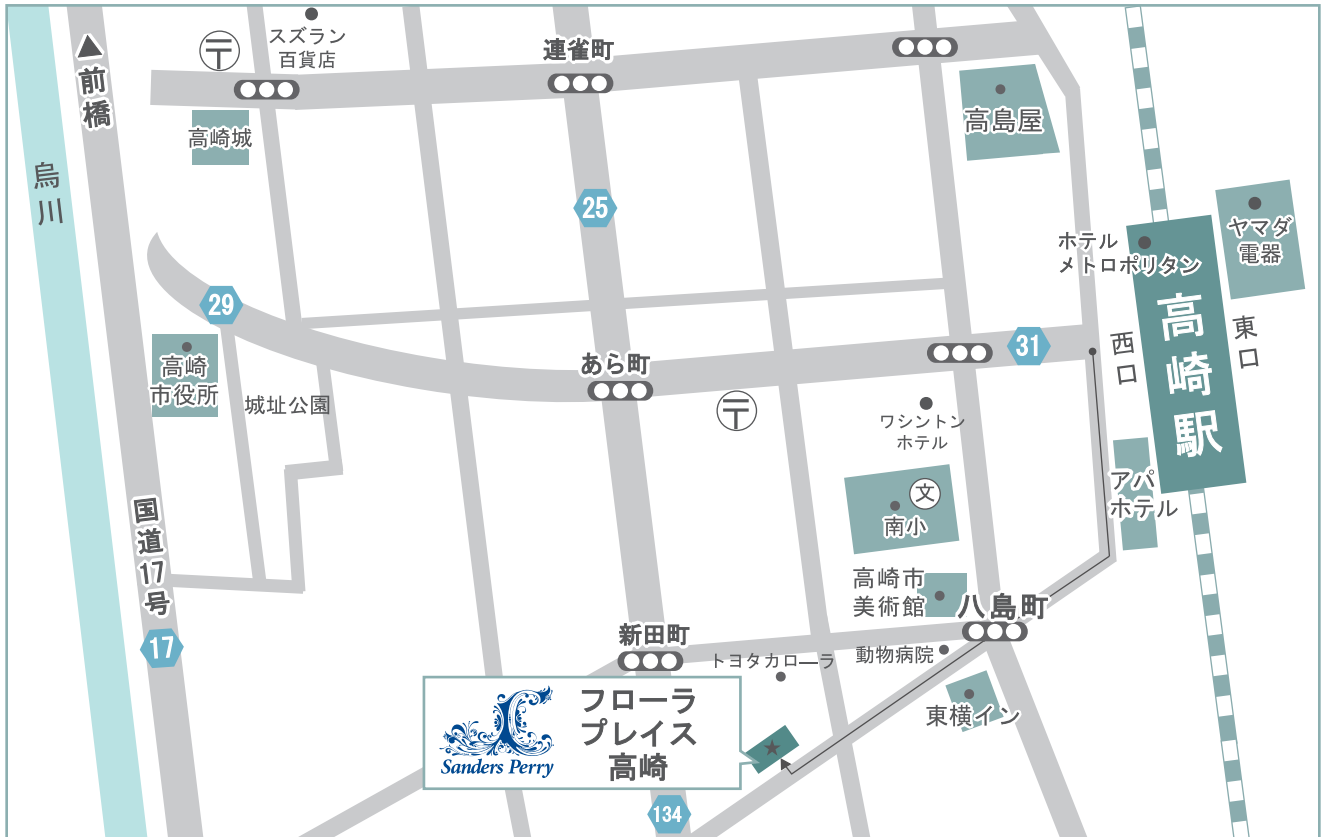 スズラン
百貨店
連雀町
▲前橋
高崎城
高島屋
烏川
25
ヤマダ
電器
ホテル
メトロポリタン
29
高崎駅
東口
西口
31
あら町
高崎
市役所
城址公園
ワシントン
ホテル
アパ
ホテル
文
南小
国道17号
高崎市
美術館
八島町
17
新田町
動物病院
トヨタカローラ
フローラ
プレイス
高崎
Sanders Perry
東横イン
134